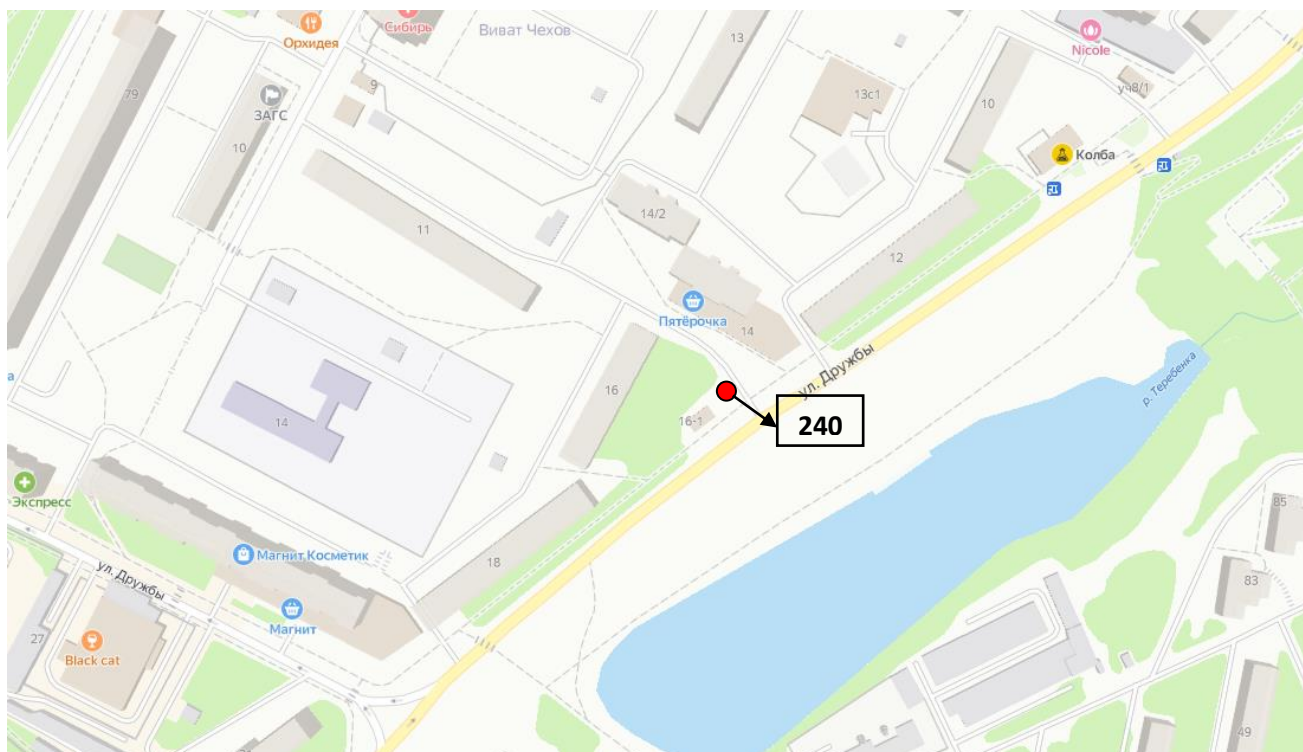 Орхидея
Сибирь
Виват Чехов
13
Nicole
уч8/1
79
ЗАГС
9
13с1
10
10
Колба
14/2
11
12
Пятёрочка
14
ул. Дружбы
р. Теребенка
16
16-1
240
14
Экспресс
85
Магнит Косметик
18
83
ул. Дружбы
Магнит
27
Black cat
49